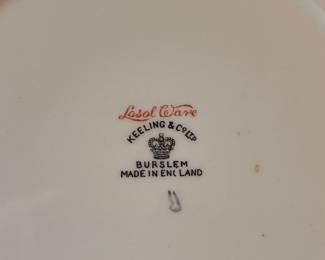 Losol Ware
KEELING & CO LTD
BURSLEM
MADE IN ENGLAND